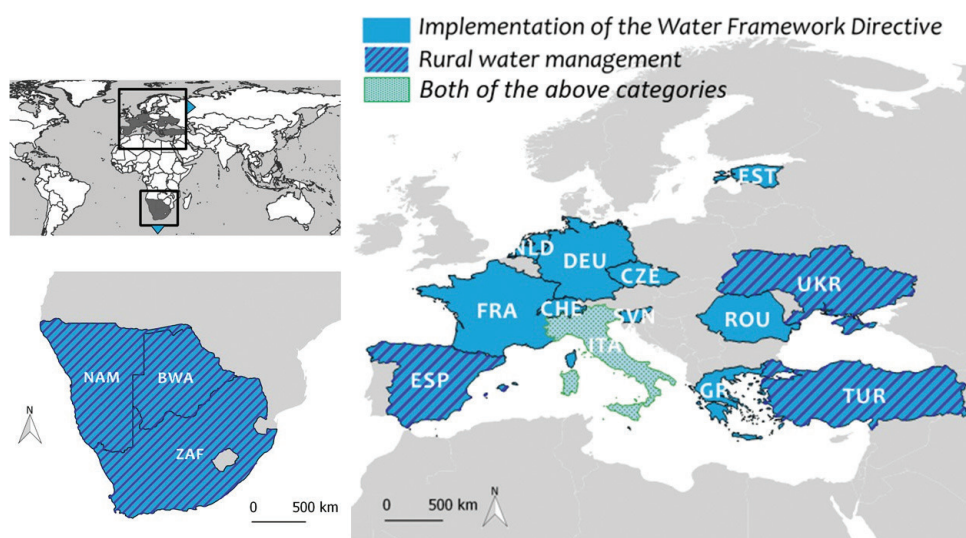 Implementation of the Water Framework Directive
Rural water management
Both of the above categories
EST
NLD
DEU
CZE
UKR
FRA
CHE
SVN
ROU
ITA
ESP
GR
TUR
NAM
BWA
ZAF
N
0 500 km
N
0 500 km